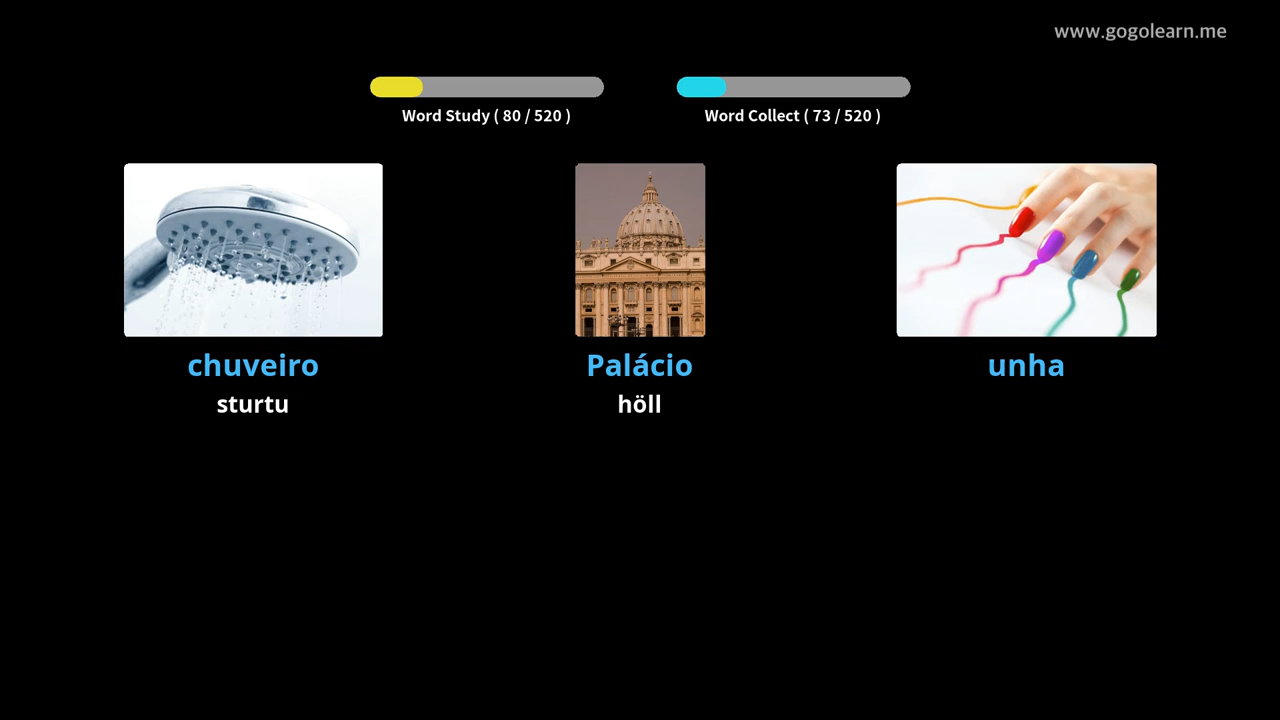 www.gogolearn.me
Word Study ( 80 / 520 )
Word Collect ( 73 / 520 )
chuveiro
Palácio
unha
sturtu
höll